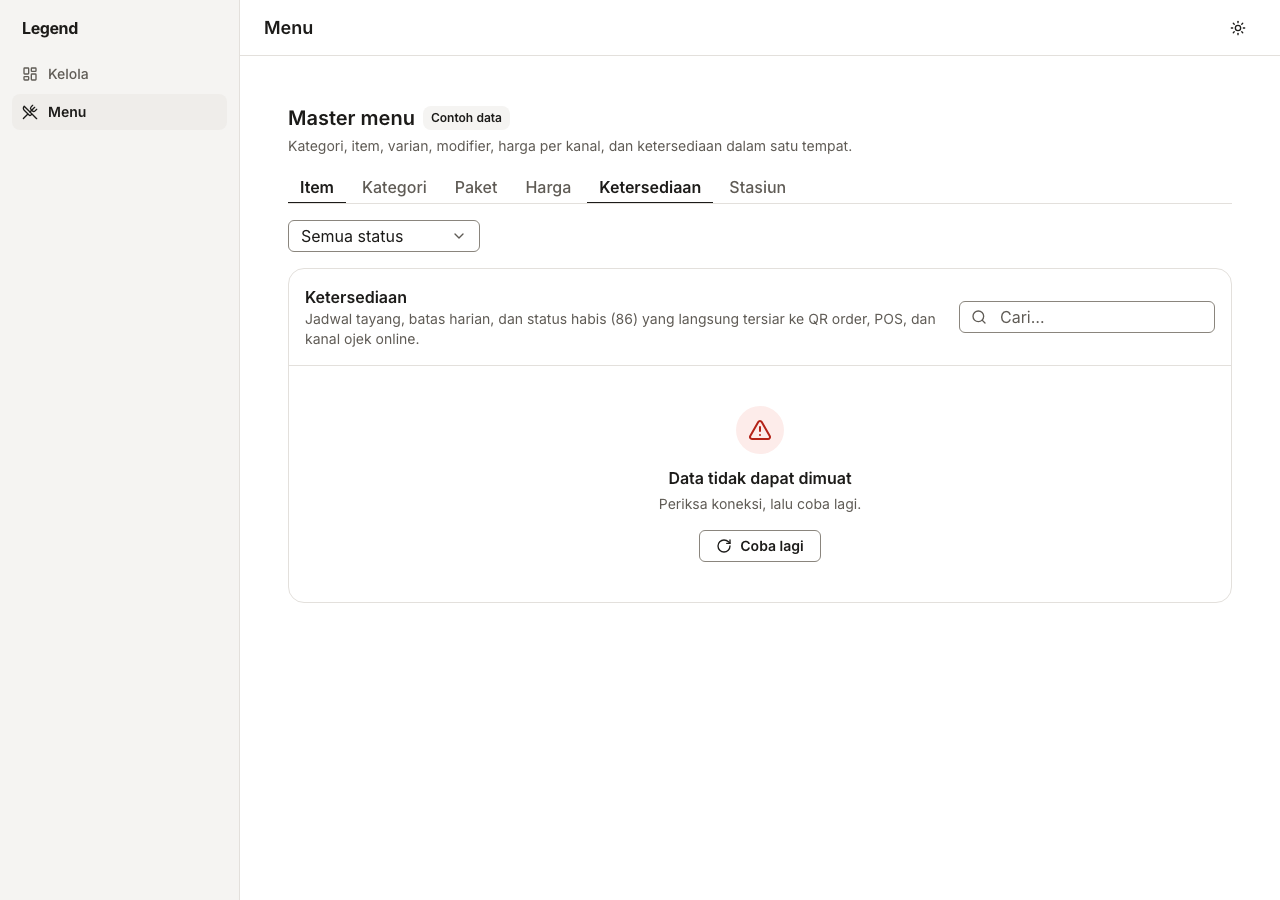 Legend
Menu
Kelola
Menu
Master menu
Contoh data
Kategori, item, varian, modifier, harga per kanal, dan ketersediaan dalam satu tempat.
Item
Kategori
Paket
Harga
Ketersediaan
Stasiun
Semua status
Ketersediaan
Jadwal tayang, batas harian, dan status habis (86) yang langsung tersiar ke QR order, POS, dan
kanal ojek online.
Cari...
Data tidak dapat dimuat
Periksa koneksi, lalu coba lagi.
Coba lagi